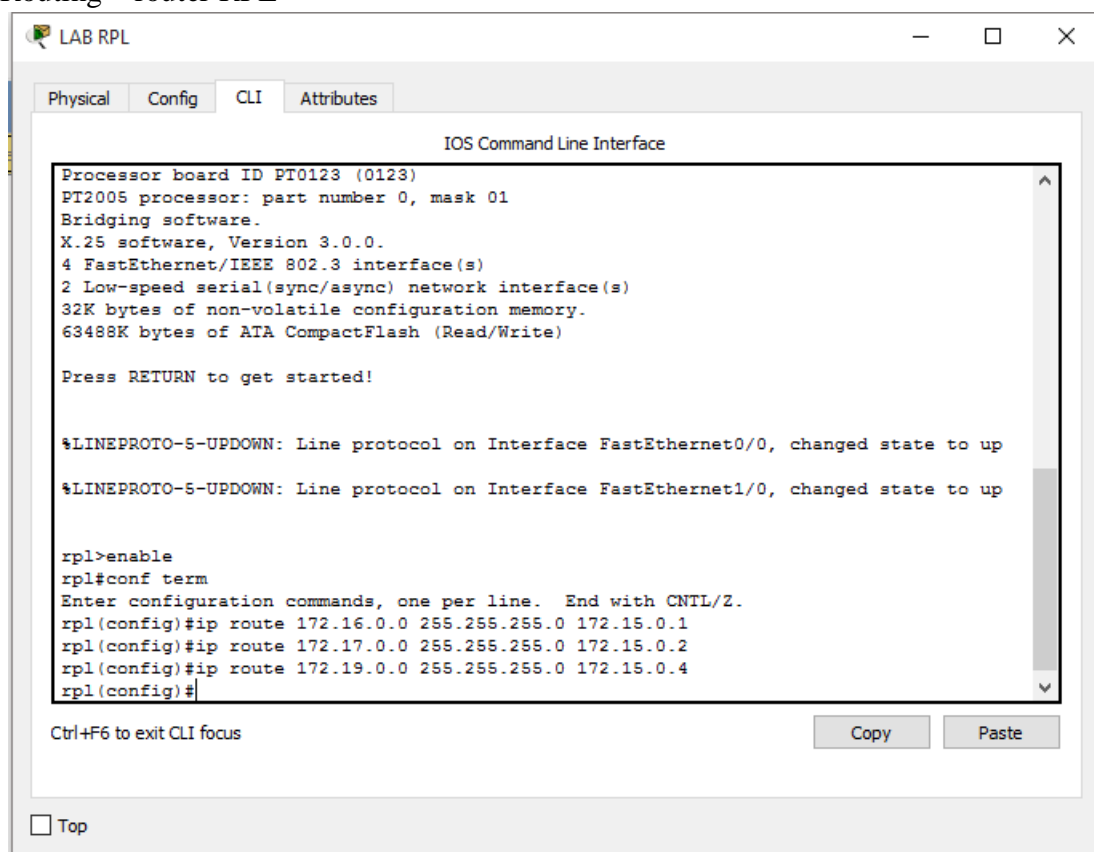 Routing – router RPL
LAB RPL
Physical Config CLI Attributes
IOS Command Line Interface
Processor board ID PT0123 (0123)
PT2005 processor: part number 0, mask 01
Bridging software.
X.25 software, Version 3.0.0.
4 FastEthernet/IEEE 802.3 interface(s)
2 Low-speed serial(sync/async) network interface(s)
32K bytes of non-volatile configuration memory.
63488K bytes of ATA CompactFlash (Read/Write)
Press RETURN to get started!
%LINEPROTO-5-UPDOWN: Line protocol on Interface FastEthernet0/0, changed state to up
%LINEPROTO-5-UPDOWN: Line protocol on Interface FastEthernet1/0, changed state to up
rpl>enable
rpl#conf term
Enter configuration commands, one per line. End with CNTL/Z.
rpl(config)#ip route 172.16.0.0 255.255.255.0 172.15.0.1
rpl(config)#ip route 172.17.0.0 255.255.255.0 172.15.0.2
rpl(config)#ip route 172.19.0.0 255.255.255.0 172.15.0.4
rpl(config)#
Ctrl+F6 to exit CLI focus
Copy Paste
Top